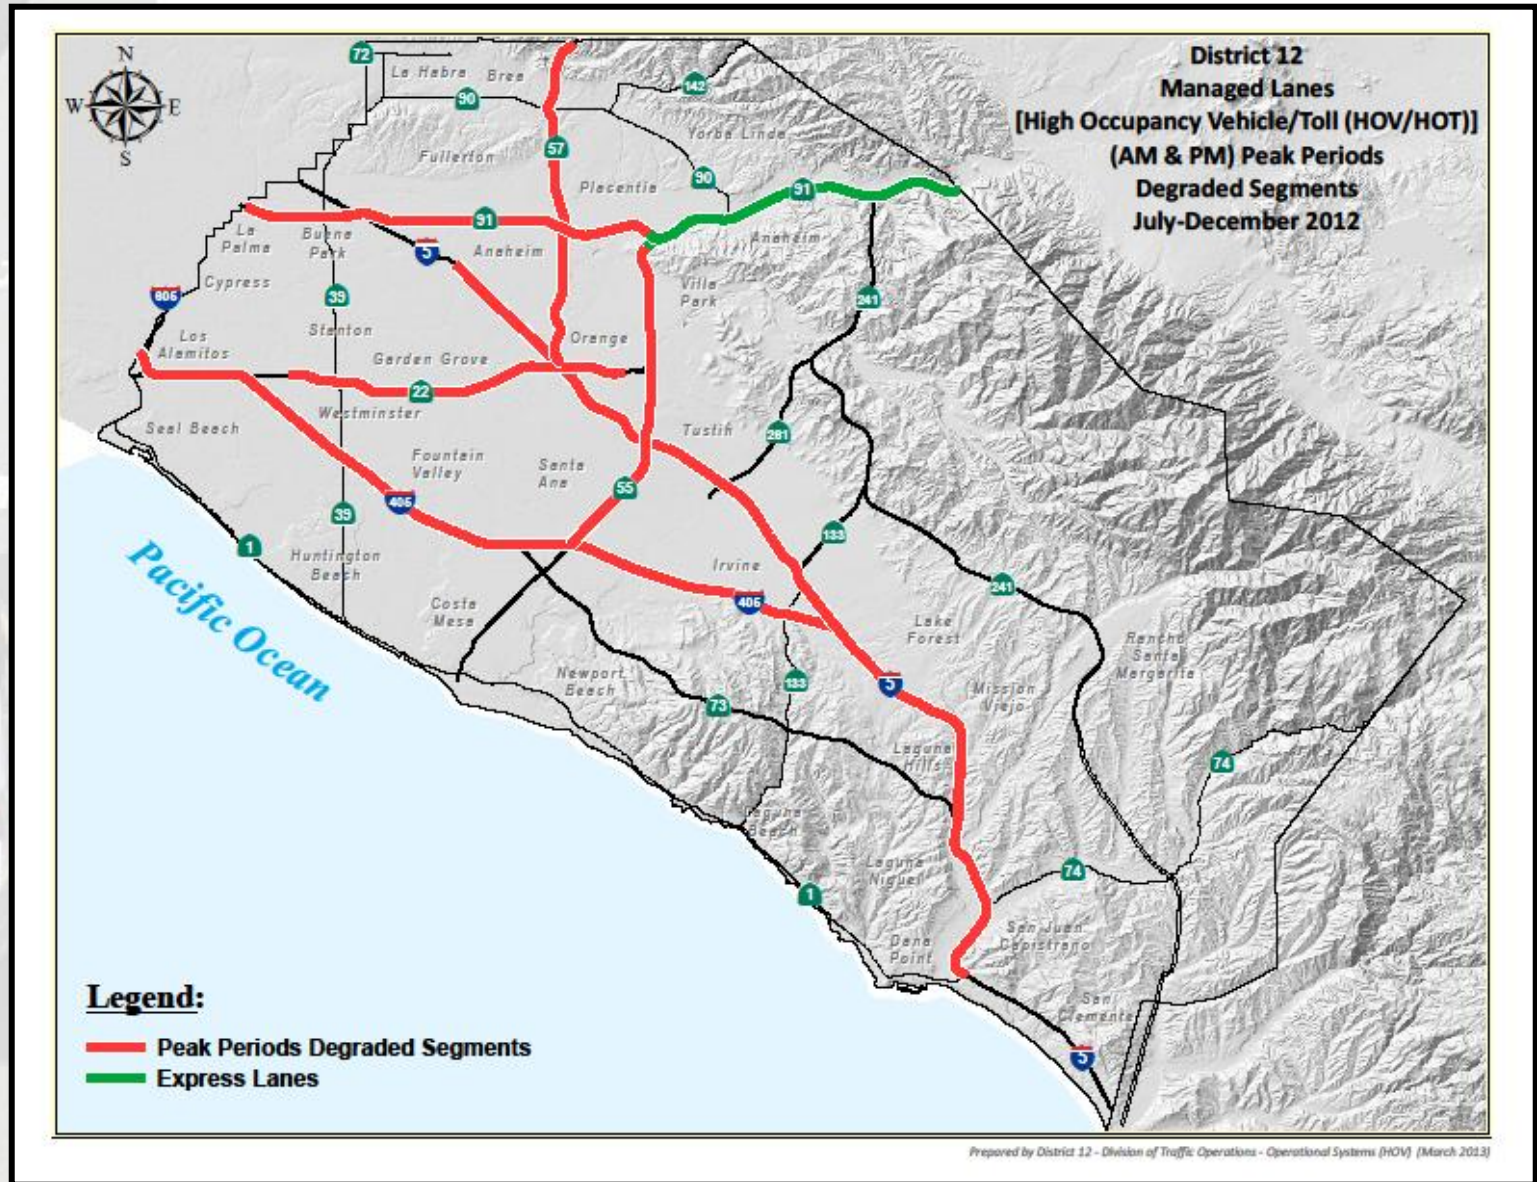 District 12
Managed Lanes
[High Occupancy Vehicle/Toll (HOV/HOT)]
(AM & PM) Peak Periods
Degraded Segments
July-December 2012
N
W
E
S
72
La Habra
Brea
90
142
57
Yorba Linda
Fullerton
90
Placentia
91
La
Palma
Buena
Park
91
Anaheim
Anaheim
5
Cypress
Villa
Park
605
39
241
Los
Alamitos
Stanton
Orange
Garden Grove
22
Westminster
Seal Beach
Tustin
261
Fountain
Valley
Santa
Ana
55
405
39
133
1
Huntington
Beach
Irvine
241
405
Costa
Mesa
Lake
Forest
Rancho
Santa
Margarita
Pacific Ocean
Newport
Beach
133
5
Mission
Viejo
73
Laguna
Hills
74
Laguna
Beach
Laguna
Niguel
74
1
San Juan
Capistrano
Dana
Point
San
Clemente
5
Legend:
Peak Periods Degraded Segments
Express Lanes
Prepared by District 12 - Division of Traffic Operations - Operational Systems (HOV) (March 2013)